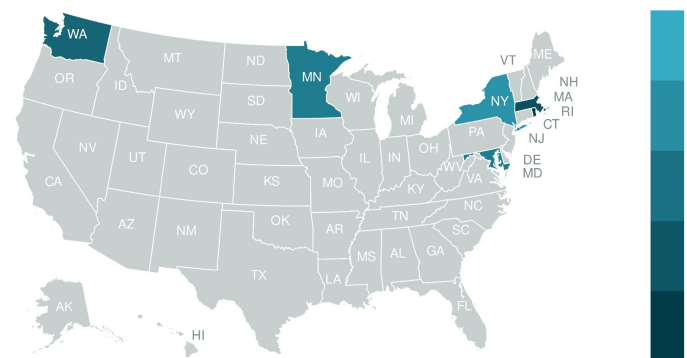 WA
MT
ND
MN
VT
ME
OR
ID
SD
WI
NY
NH
MA
RI
CT
NJ
WY
MI
IA
PA
NE
NV
UT
CO
IL
IN
OH
DE
MD
WV
VA
CA
KS
MO
KY
NC
AZ
NM
OK
AR
TN
SC
MS
AL
GA
TX
LA
AK
HI
FL